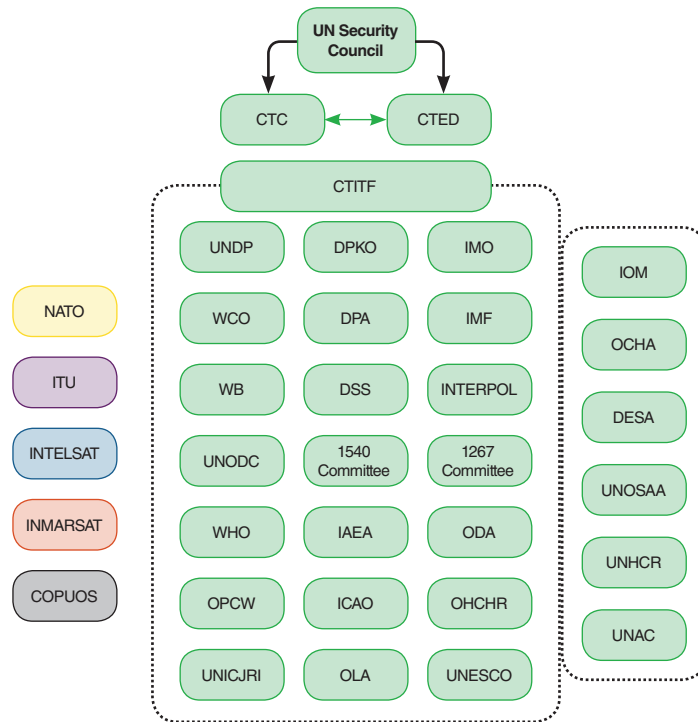 UN Security
Council
CTC
CTED
CTITF
UNDP
DPKO
IMO
WCO
DPA
IMF
WB
DSS
INTERPOL
UNODC
1540
Committee
1267
Committee
WHO
IAEA
ODA
OPCW
ICAO
OHCHR
UNICJRI
OLA
UNESCO
NATO
ITU
INTELSAT
INMARSAT
COPUOS
IOM
OCHA
DESA
UNOSAA
UNHCR
UNAC